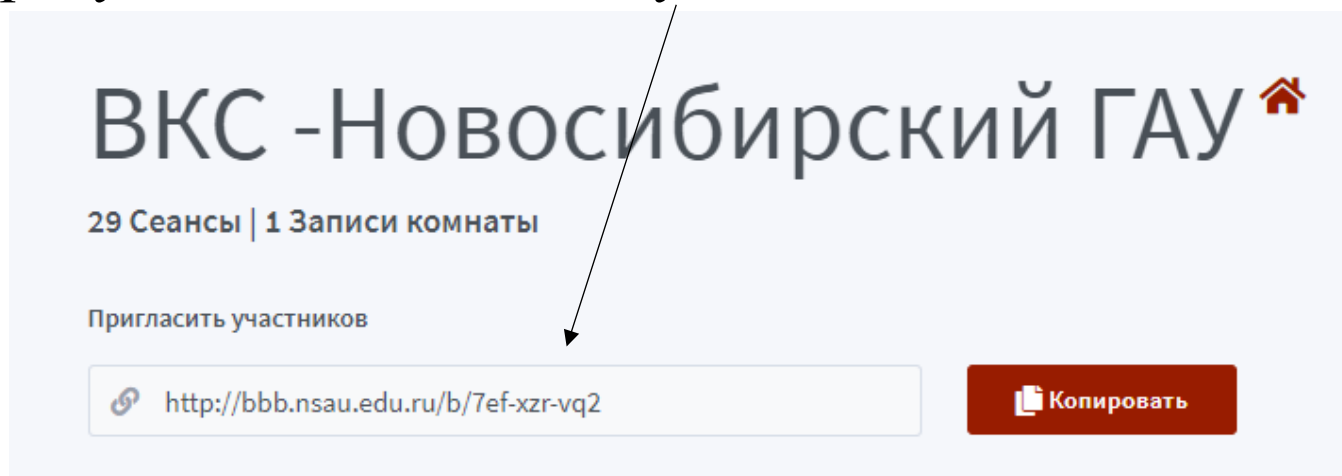 ВКС -Новосибирский ГАУ
29 Сеансы | 1 Записи комнаты
Пригласить участников
http://bbb.nsau.edu.ru/b/7ef-xzr-vq2
Копировать